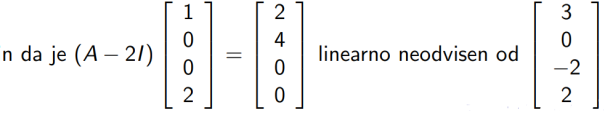 n da je (A − 2I) [1 0 0 2] = [2 4 0 0] linearno neodvisen od [3 0 −2 2]